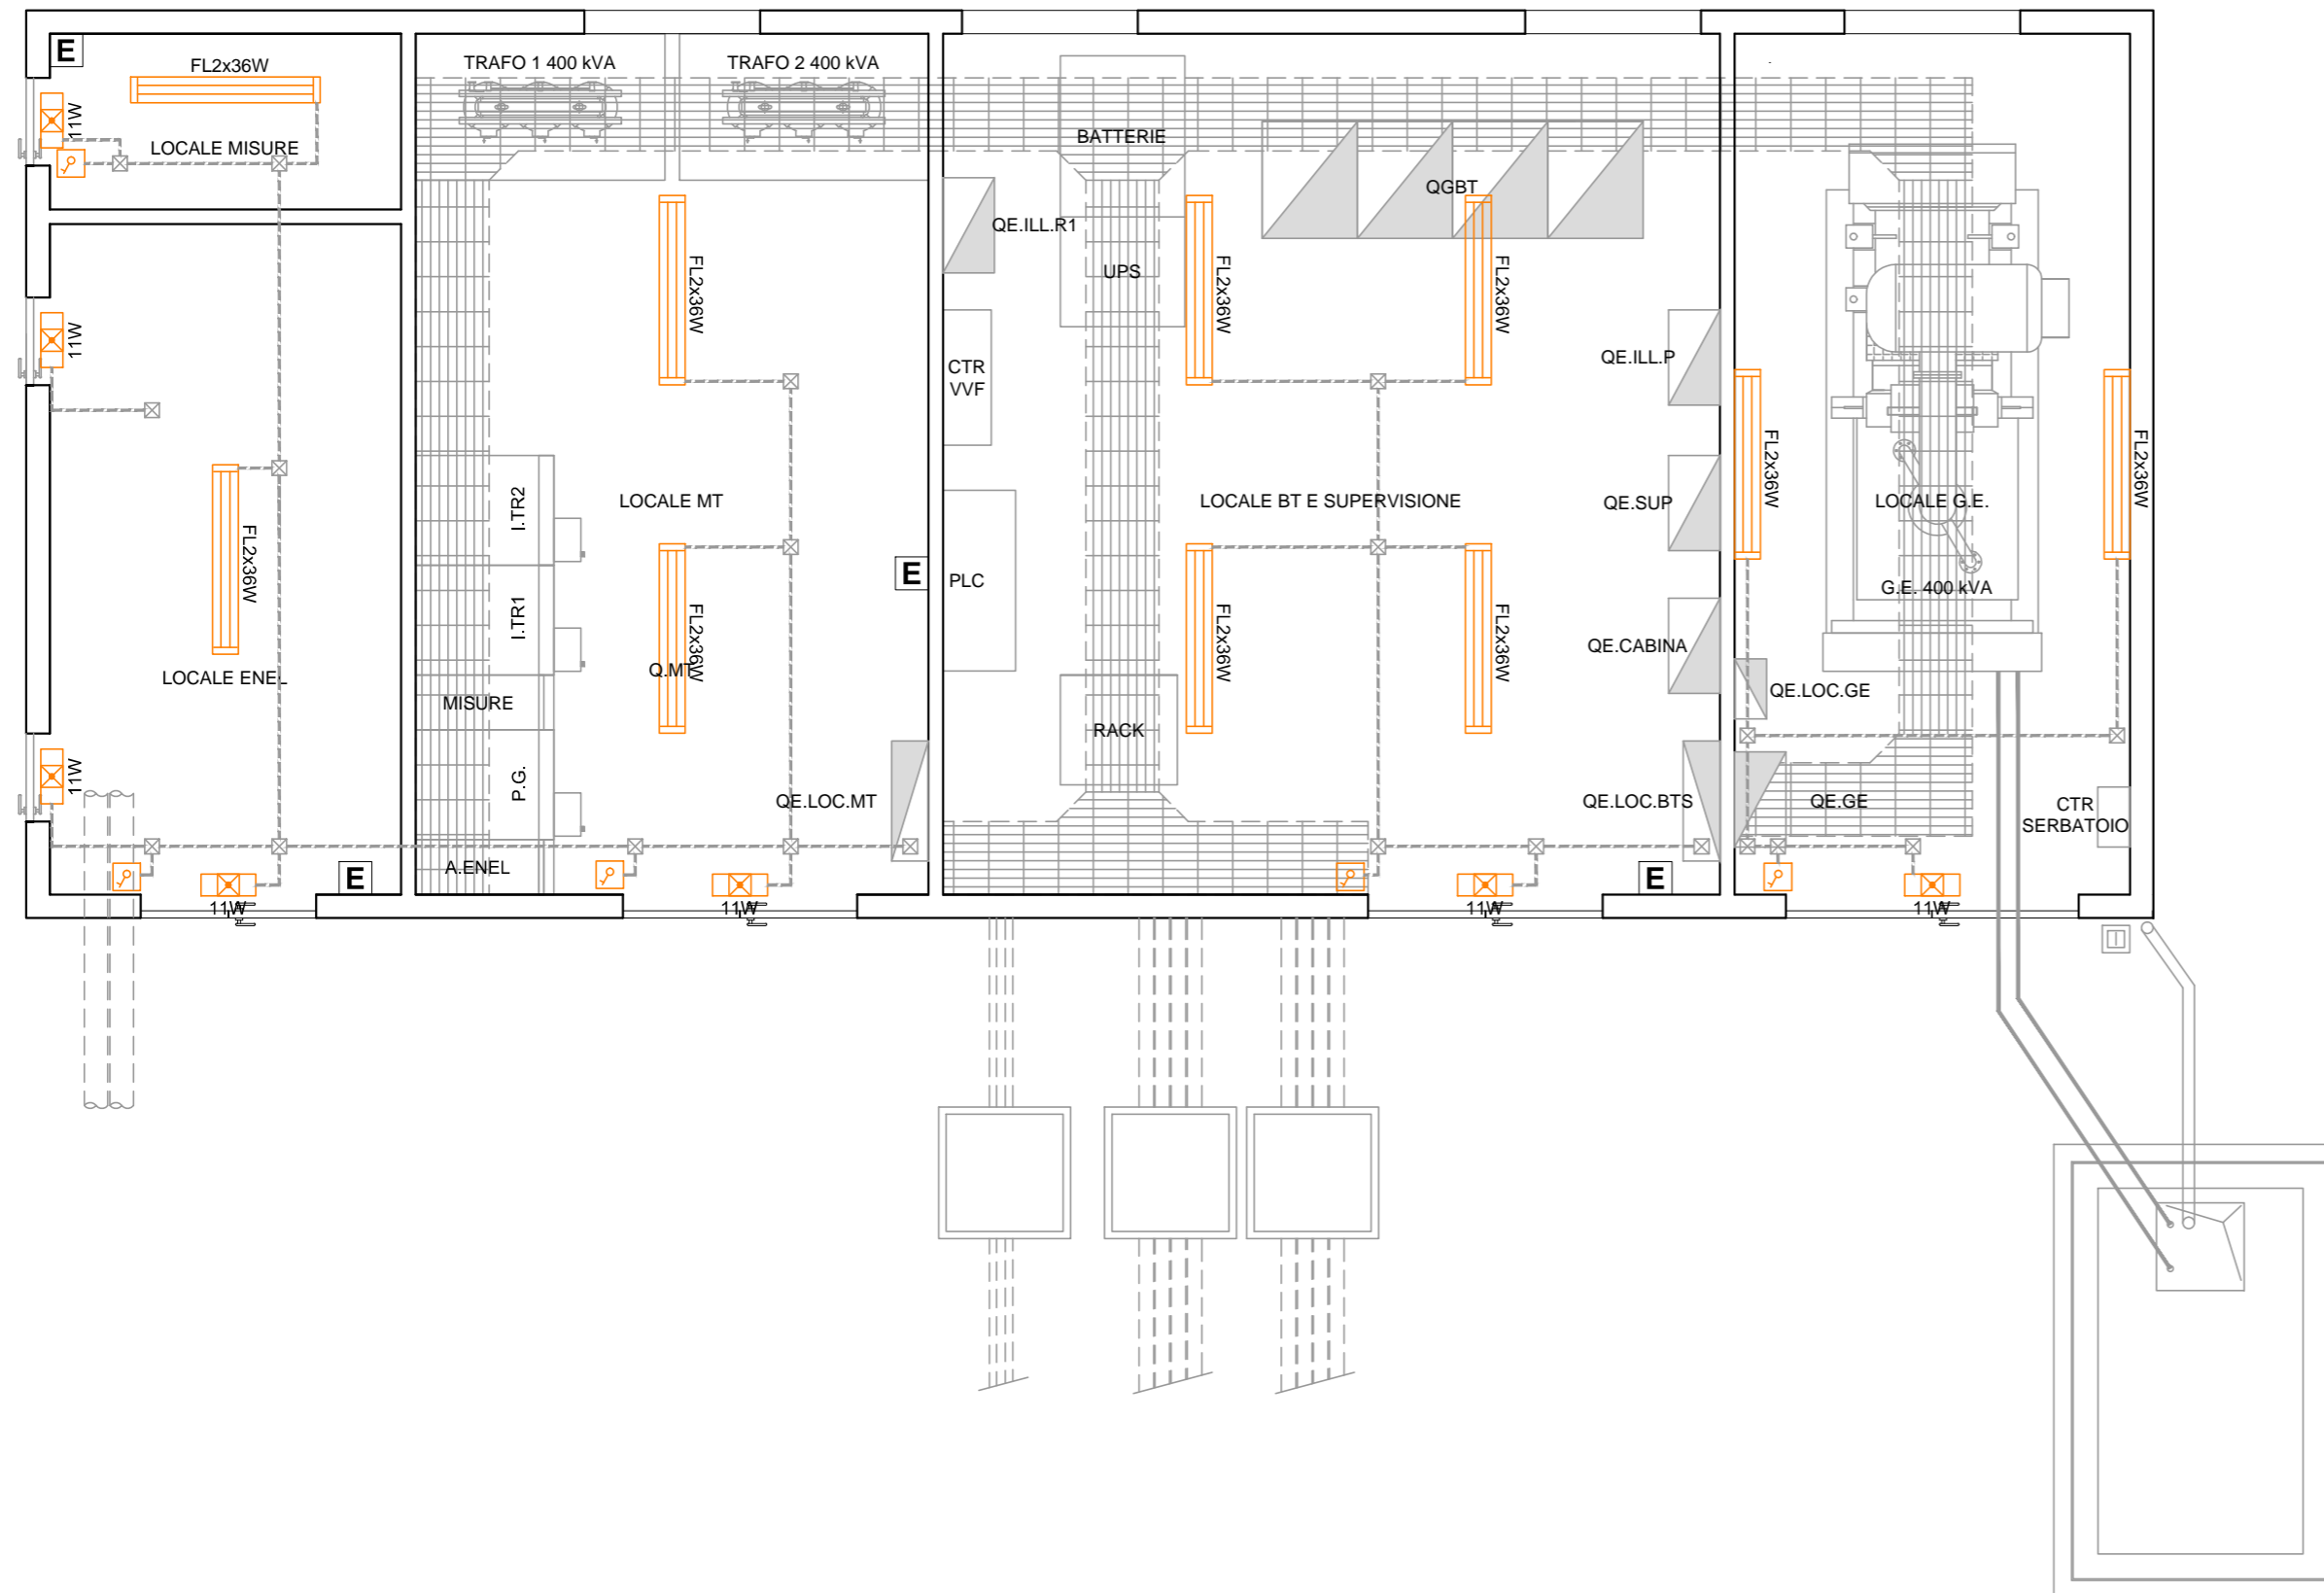 E
FL2x36W
11W
LOCALE MISURE
TRAFO 1 400 kVA
TRAFO 2 400 kVA
BATTERIE
QGBT
QE.ILL.R1
UPS
FL2x36W
FL2x36W
FL2x36W
11W
CTR
VVF
QE.ILL.P
FL2x36W
FL2x36W
I.TR2
LOCALE MT
LOCALE BT E SUPERVISIONE
QE.SUP
LOCALE G.E.
FL2x36W
E
PLC
G.E. 400 kVA
I.TR1
LOCALE ENEL
Q.MT
FL2x36W
FL2x36W
FL2x36W
QE.CABINA
QE.LOC.GE
MISURE
RACK
11W
P.G.
QE.LOC.MT
QE.LOC.BTS
QE.GE
CTR
SERBATOIO
A.ENEL
E
E
11W
11W
11W
11W